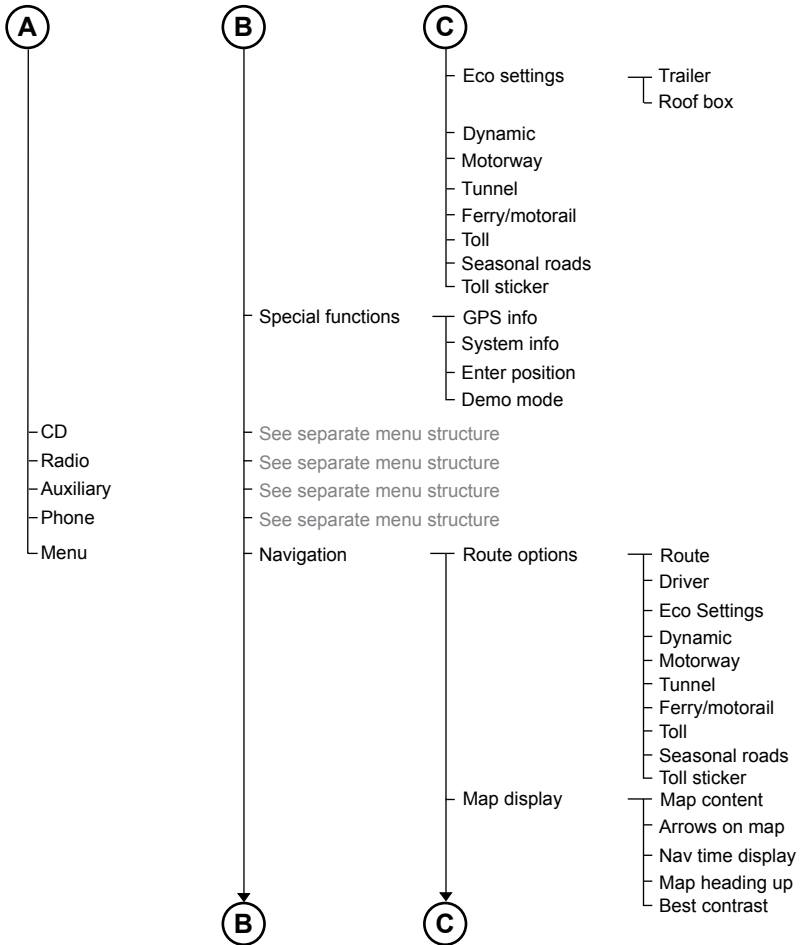 A B C
Eco settings Trailer
Roof box
Dynamic
Motorway
Tunnel
Ferry/motorail
Toll
Seasonal roads
Toll sticker
Special functions GPS info
System info
Enter position
Demo mode
CD See separate menu structure
Radio See separate menu structure
Auxiliary See separate menu structure
Phone See separate menu structure
Menu Navigation Route options Route
Driver
Eco Settings
Dynamic
Motorway
Tunnel
Ferry/motorail
Toll
Seasonal roads
Toll sticker
Map display Map content
Arrows on map
Nav time display
Map heading up
Best contrast
B C